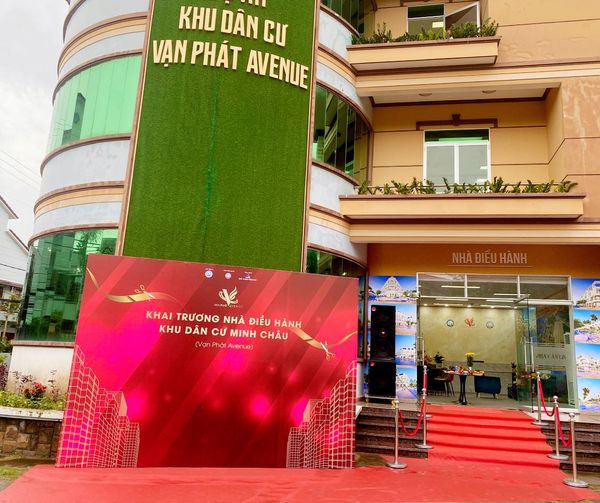 KHU DÂN CƯ
VẠN PHÁT AVENUE
NHÀ ĐIỀU HÀNH
KHAI TRƯƠNG NHÀ ĐIỀU HÀNH
KHU DÂN CƯ MINH CHÂU
(Vạn Phát Avenue)